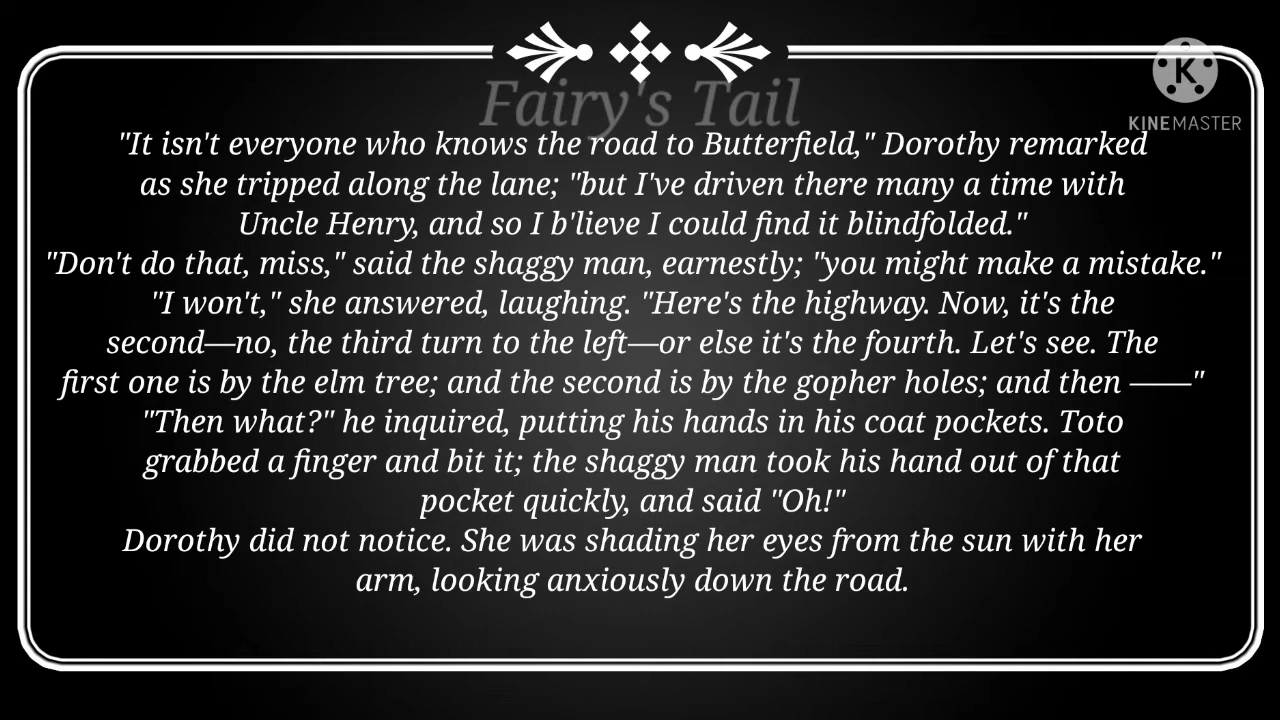 Fairy's Tail
K
KINEMASTER
"It isn't everyone who knows the road to Butterfield," Dorothy remarked
as she tripped along the lane; "but I've driven there many a time with
Uncle Henry, and so I b'lieve I could find it blindfolded."
"Don't do that, miss," said the shaggy man, earnestly; "you might make a mistake."
"I won't," she answered, laughing. "Here's the highway. Now, it's the
second—no, the third turn to the left—or else it's the fourth. Let's see. The
first one is by the elm tree; and the second is by the gopher holes; and then ——"
"Then what?" he inquired, putting his hands in his coat pockets. Toto
grabbed a finger and bit it; the shaggy man took his hand out of that
pocket quickly, and said "Oh!"
Dorothy did not notice. She was shading her eyes from the sun with her
arm, looking anxiously down the road.